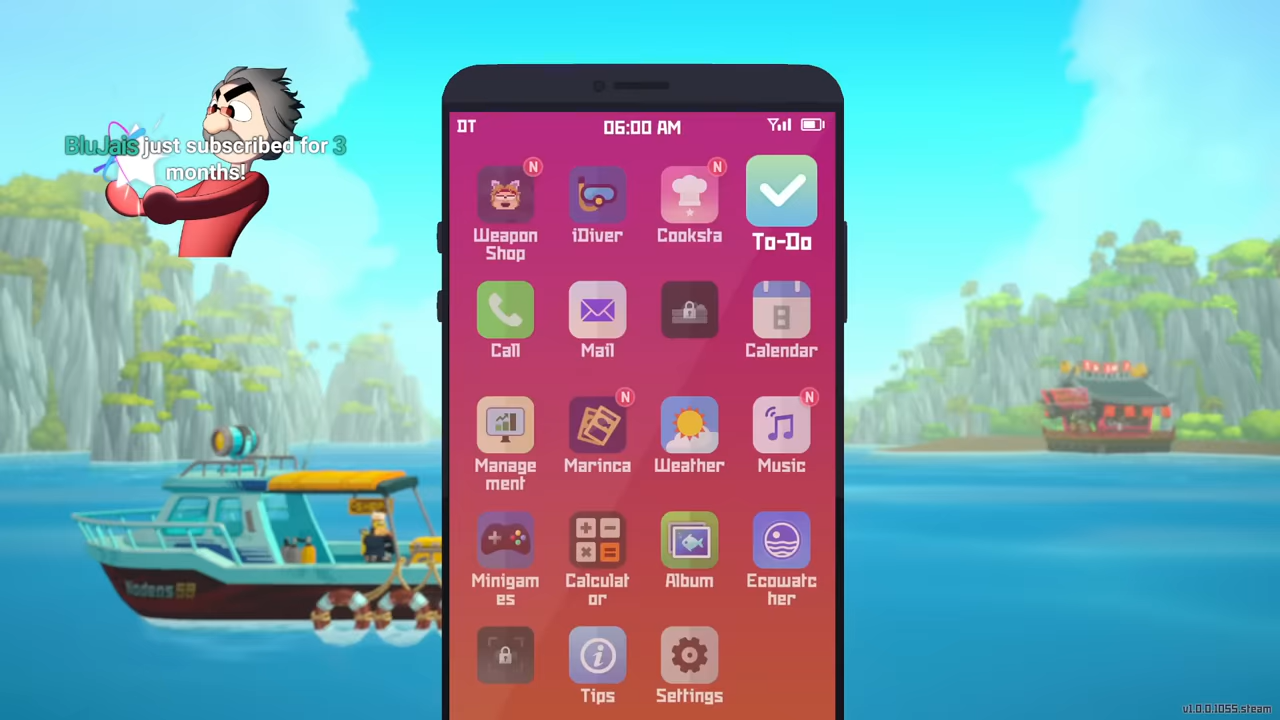 BluJais just subscribed for 3
months!
DT
06:00 AM
N
N
Weapon
Shop
iDiver
Cooksta
To-Do
Call
Mail
Calendar
N
N
Manage
ment
Marinca
Weather
Music
Minigam
es
Calculat
or
Album
Ecowatc
her
Tips
Settings
Nodens 58
v1.0.0.1055.steam